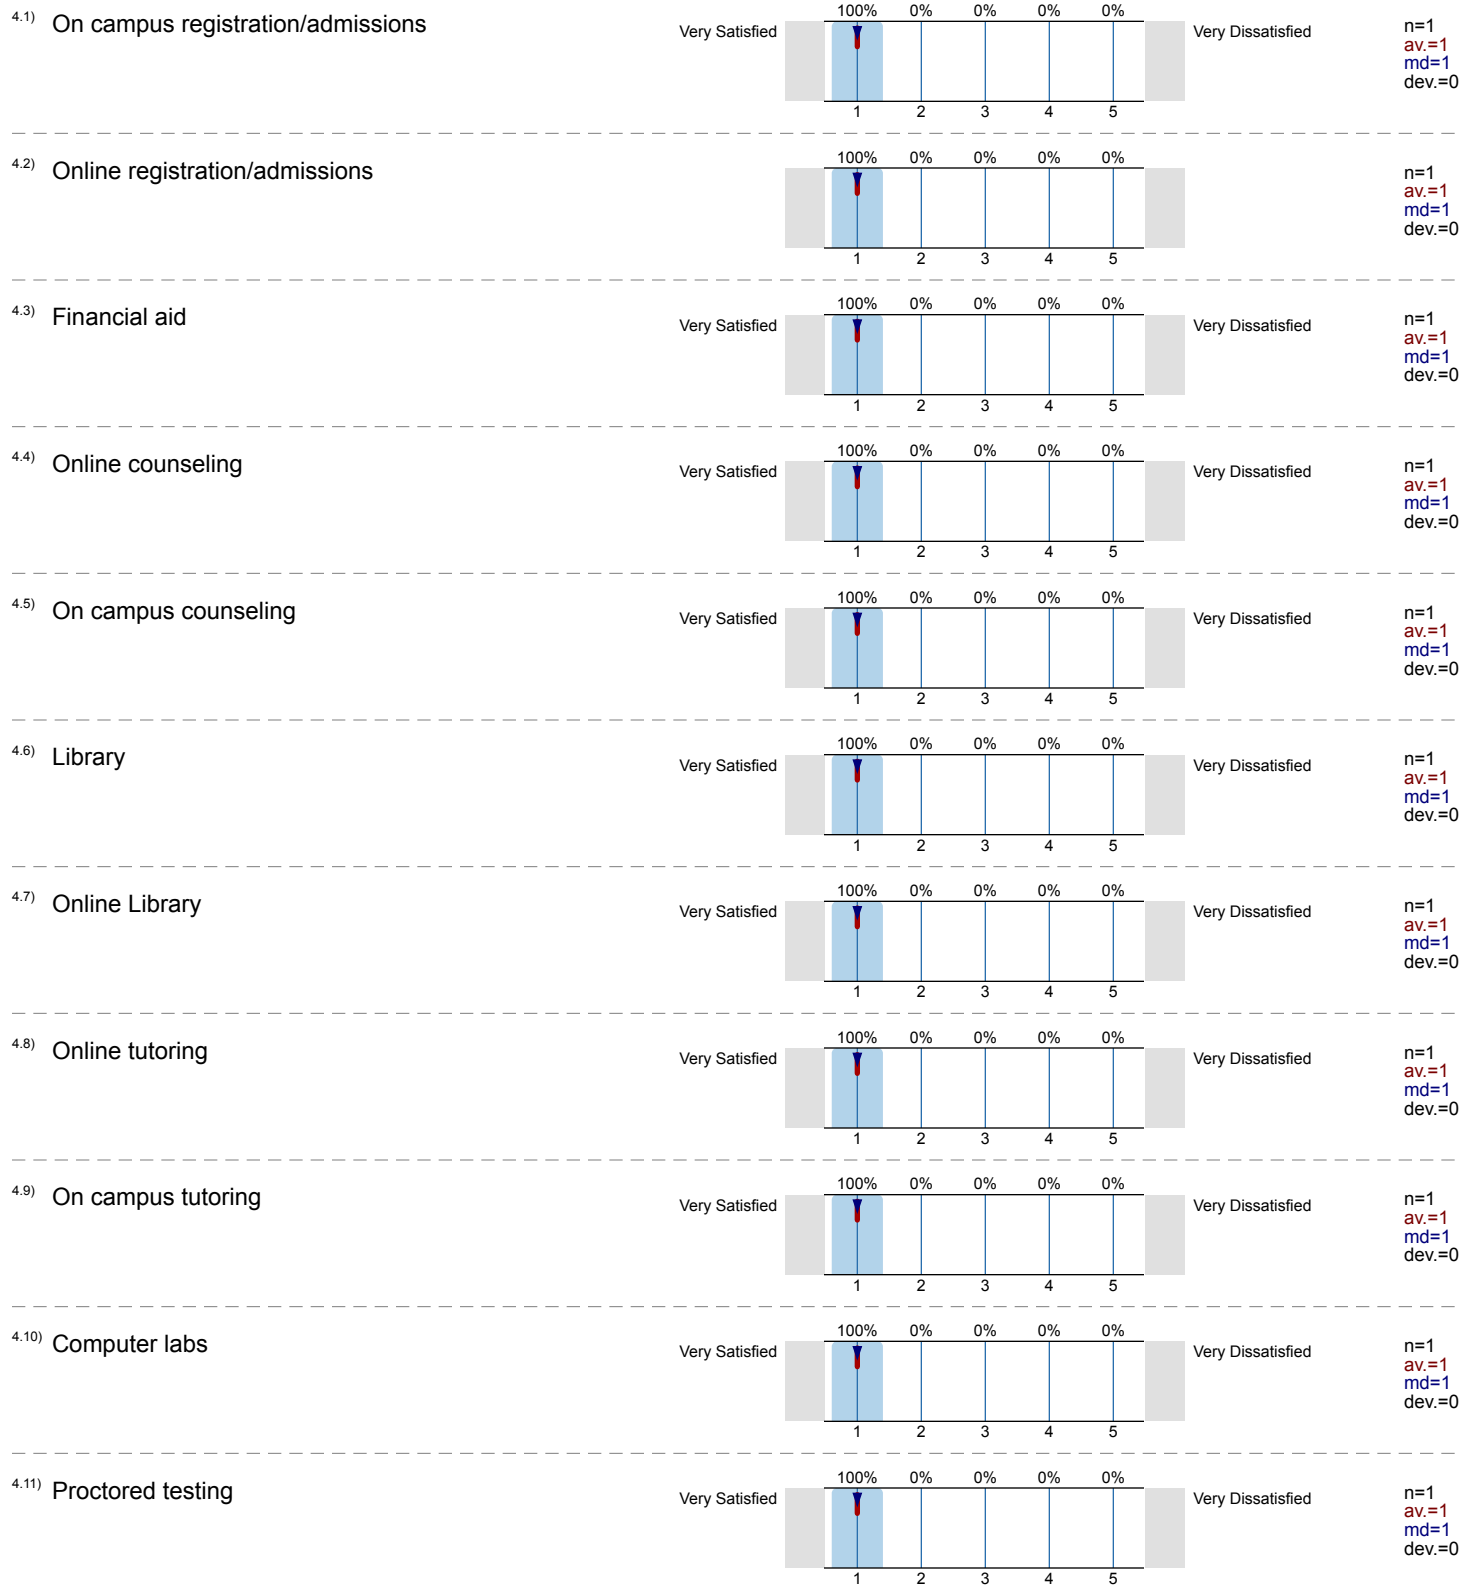 4.1) On campus registration/admissions
100% 0% 0% 0% 0%
Very Satisfied Very Dissatisfied
1 2 3 4 5
n=1
av.=1
md=1
dev.=0
4.2) Online registration/admissions
100% 0% 0% 0% 0%
1 2 3 4 5
n=1
av.=1
md=1
dev.=0
4.3) Financial aid
100% 0% 0% 0% 0%
Very Satisfied Very Dissatisfied
1 2 3 4 5
n=1
av.=1
md=1
dev.=0
4.4) Online counseling
100% 0% 0% 0% 0%
Very Satisfied Very Dissatisfied
1 2 3 4 5
n=1
av.=1
md=1
dev.=0
4.5) On campus counseling
100% 0% 0% 0% 0%
Very Satisfied Very Dissatisfied
1 2 3 4 5
n=1
av.=1
md=1
dev.=0
4.6) Library
100% 0% 0% 0% 0%
Very Satisfied Very Dissatisfied
1 2 3 4 5
n=1
av.=1
md=1
dev.=0
4.7) Online Library
100% 0% 0% 0% 0%
Very Satisfied Very Dissatisfied
1 2 3 4 5
n=1
av.=1
md=1
dev.=0
4.8) Online tutoring
100% 0% 0% 0% 0%
Very Satisfied Very Dissatisfied
1 2 3 4 5
n=1
av.=1
md=1
dev.=0
4.9) On campus tutoring
100% 0% 0% 0% 0%
Very Satisfied Very Dissatisfied
1 2 3 4 5
n=1
av.=1
md=1
dev.=0
4.10) Computer labs
100% 0% 0% 0% 0%
Very Satisfied Very Dissatisfied
1 2 3 4 5
n=1
av.=1
md=1
dev.=0
4.11) Proctored testing
100% 0% 0% 0% 0%
Very Satisfied Very Dissatisfied
1 2 3 4 5
n=1
av.=1
md=1
dev.=0